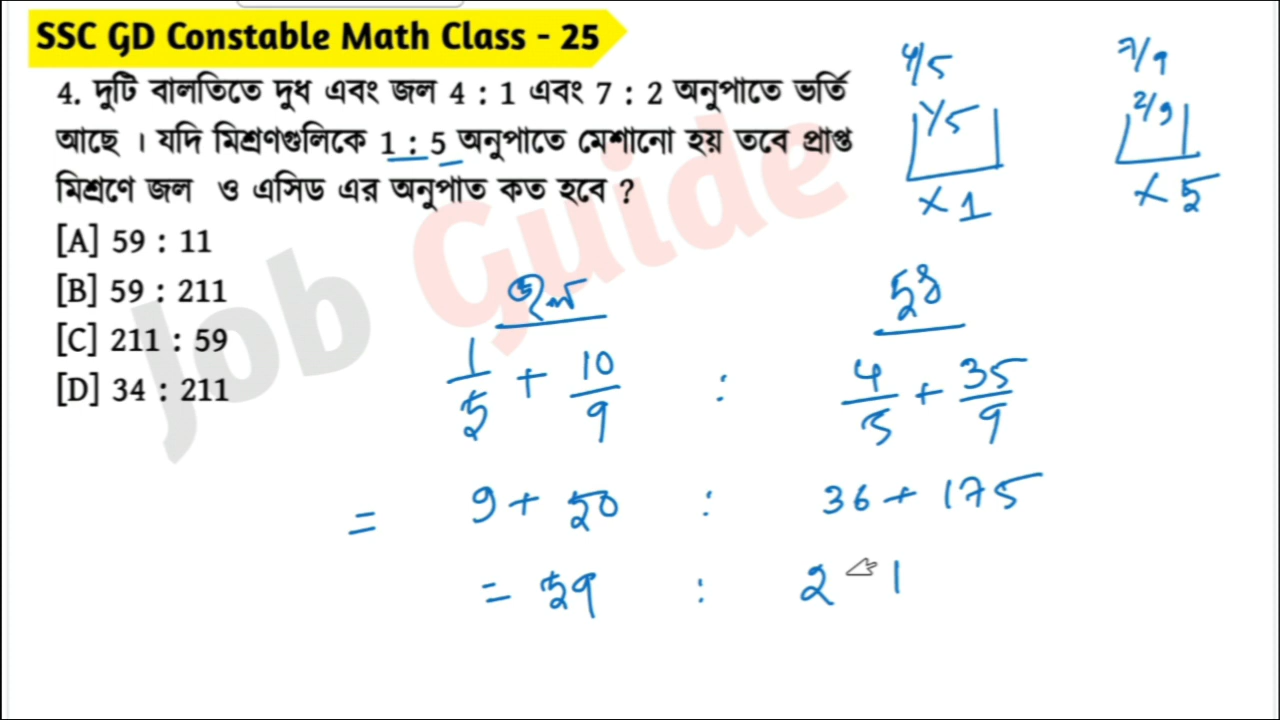 SSC GD Constable Math Class - 25
4. দুটি বালতিতে দুধ এবং জল 4 : 1 এবং 7 : 2 অনুপাতে ভর্তি
আছে । যদি মিশ্রণগুলিকে 1 : 5 অনুপাতে মেশানো হয় তবে প্রাপ্ত
মিশ্রণে জল ও এসিড এর অনুপাত কত হবে ?
[A] 59 : 11
[B] 59 : 211
[C] 211 : 59
[D] 34 : 211
Job Guide
4/5 7/9
1/5 2/9
× 1 × 5
জল দুধ
1/5 + 10/9 : 4/5 + 35/9
= 9 + 50 : 36 + 175
= 59 : 2 1